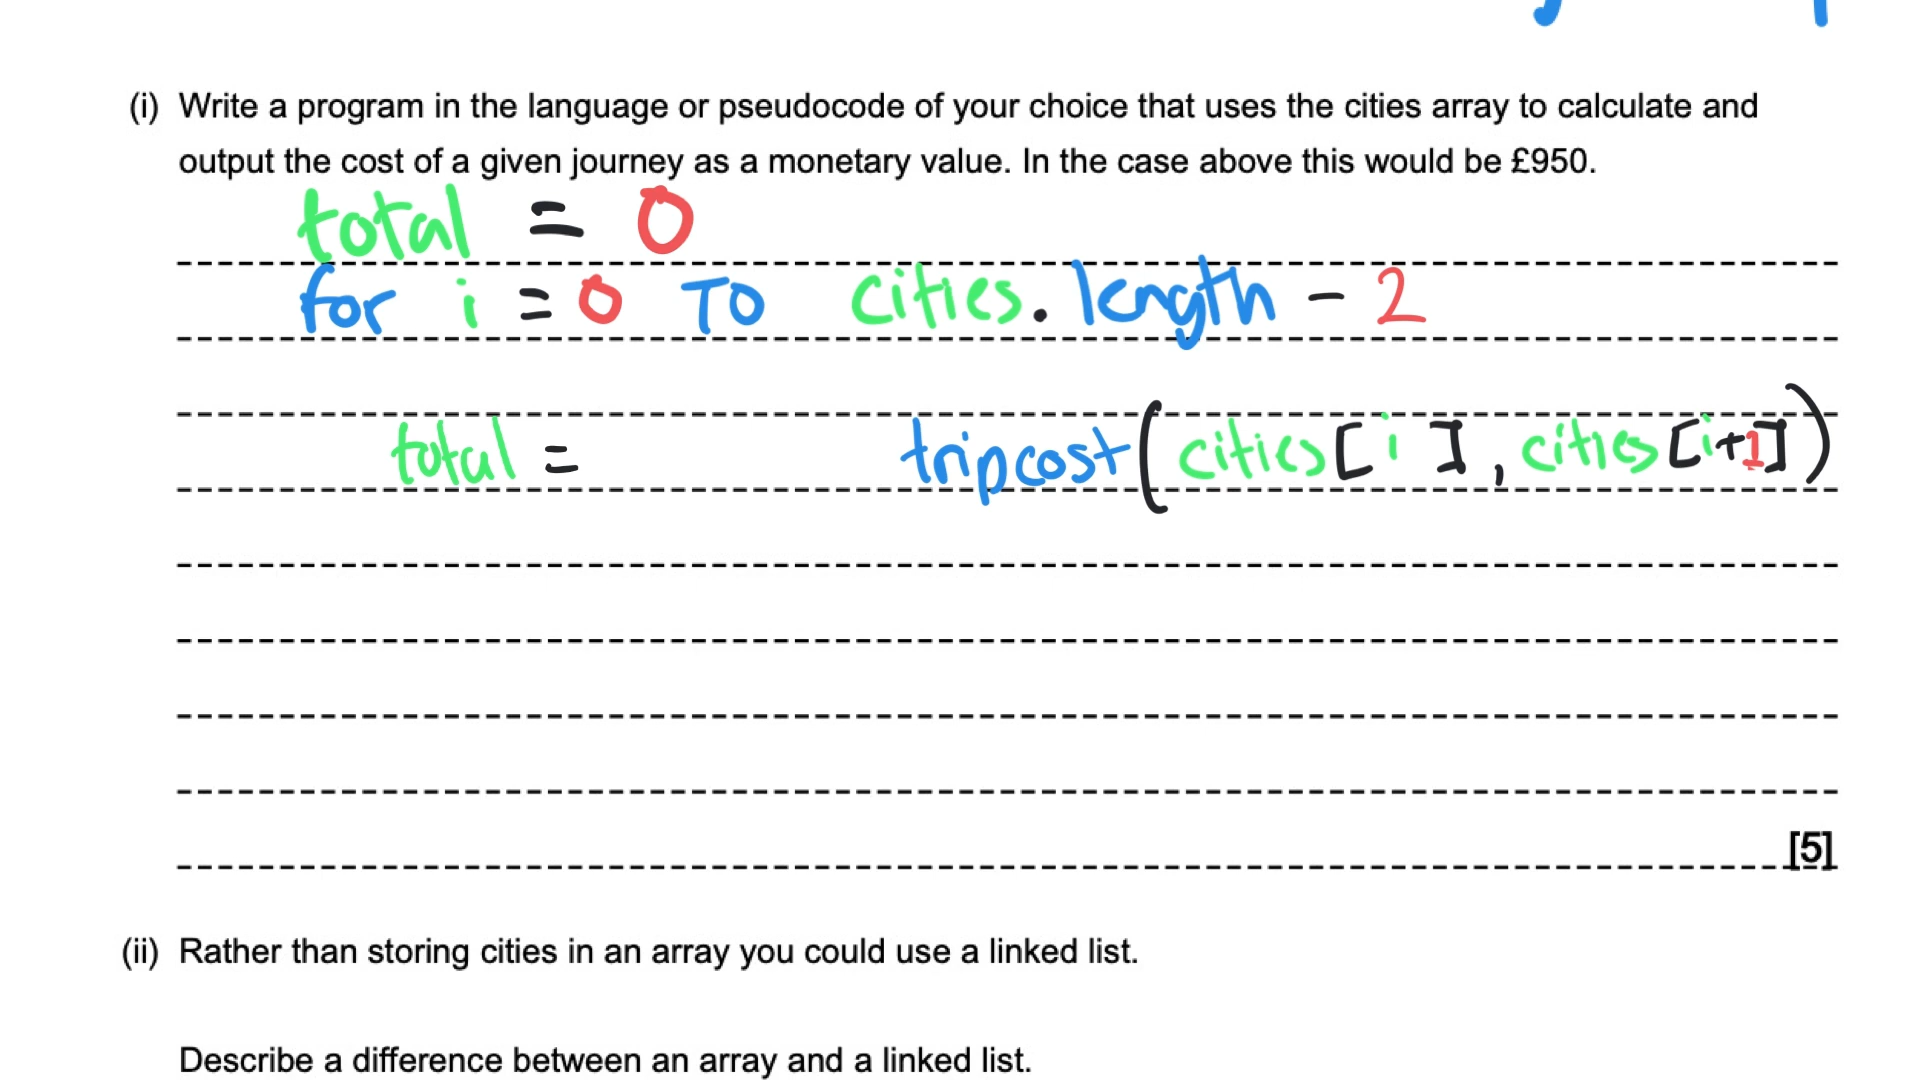 (i) Write a program in the language or pseudocode of your choice that uses the cities array to calculate and
output the cost of a given journey as a monetary value. In the case above this would be £950.
total = 0
for i = 0 TO cities.length - 2
total = tripcost(cities[i], cities[i+1])
[5]
(ii) Rather than storing cities in an array you could use a linked list.
Describe a difference between an array and a linked list.